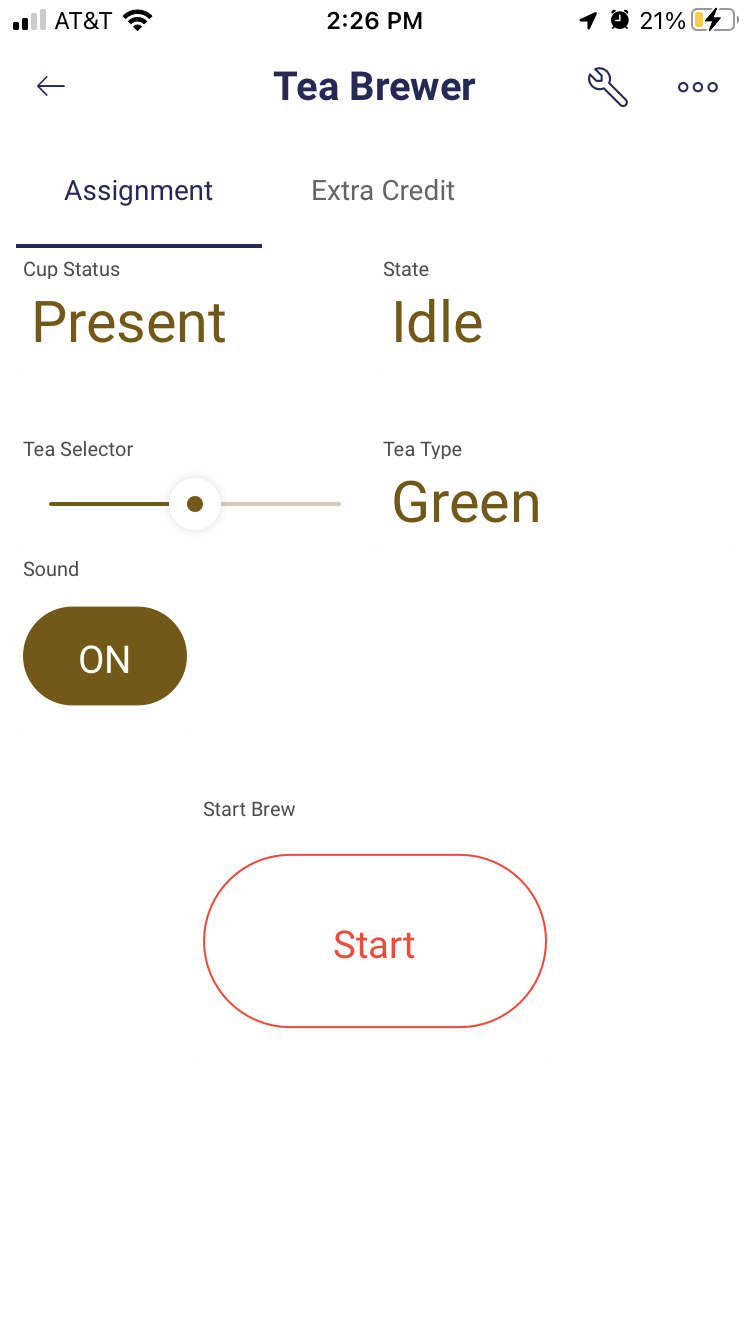 AT&T 2:26 PM 21%
Tea Brewer
Assignment Extra Credit
Cup Status State
Present Idle
Tea Selector Tea Type
Green
Sound
ON
Start Brew
Start